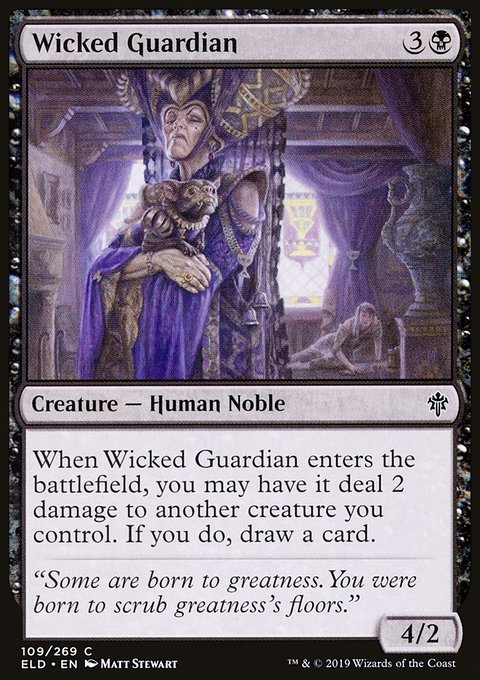 Wicked Guardian 3
Creature — Human Noble
When Wicked Guardian enters the
battlefield, you may have it deal 2
damage to another creature you
control. If you do, draw a card.
“Some are born to greatness. You were
born to scrub greatness’s floors.”
4/2
109/269 C
ELD • EN Matt Stewart
™ & © 2019 Wizards of the Coast